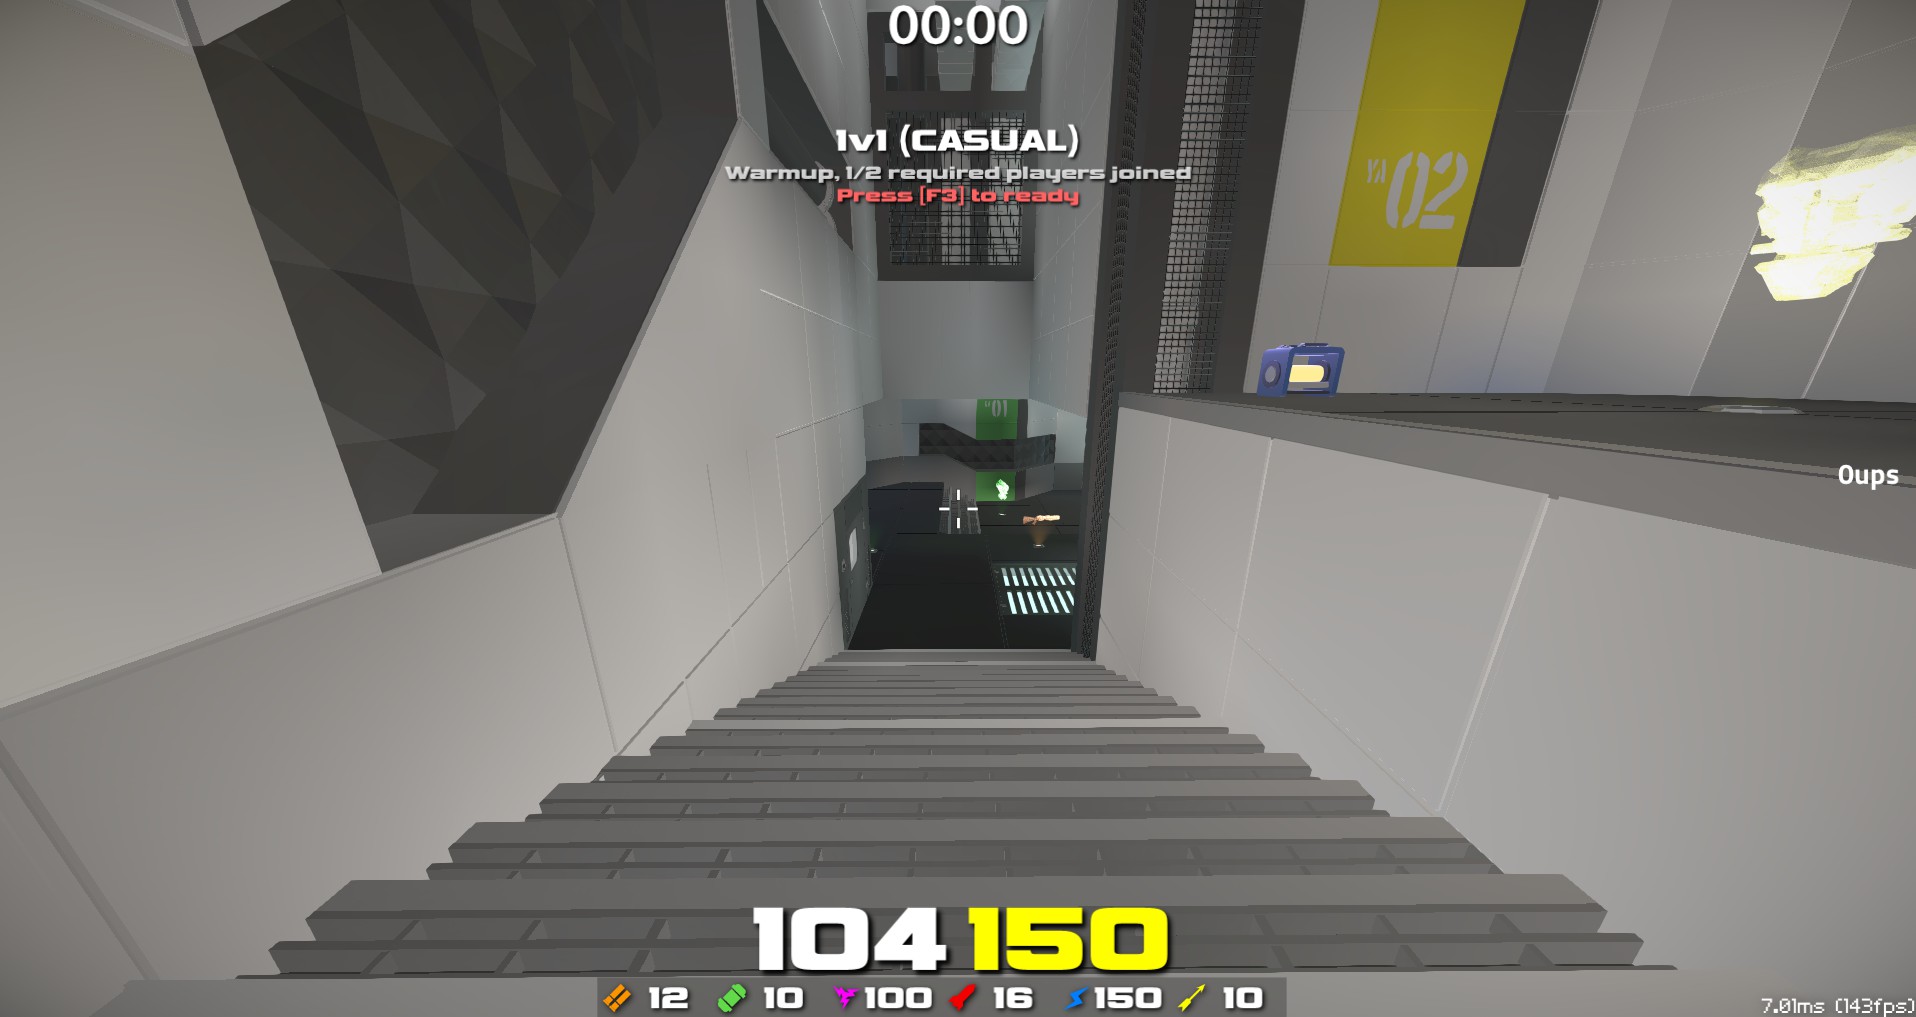 00:00
1v1 (CASUAL)
Warmup, 1/2 required players joined
Press [F3] to ready
YA 02
01
Oups
104 150
12 10 100 16 150 10
7.01ms (143fps)